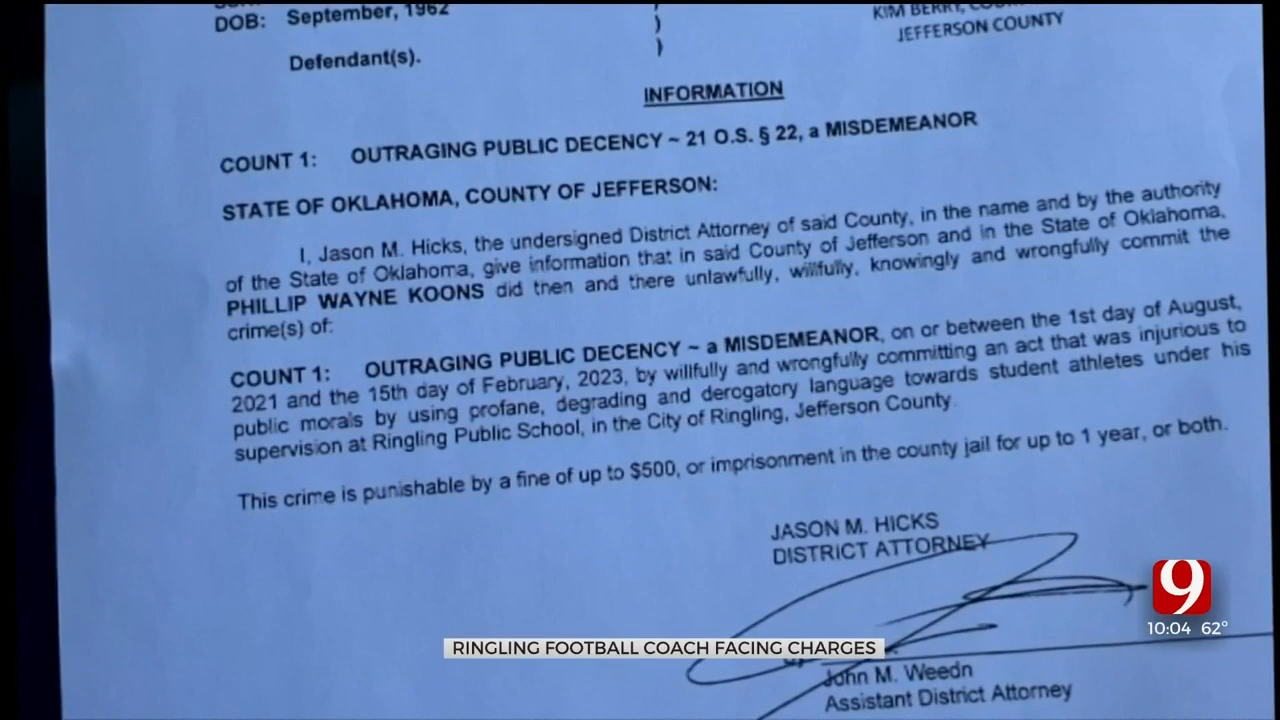 DOB: September, 1962
Defendant(s).
)
)
KIM BERRY,
JEFFERSON COUNTY
INFORMATION
COUNT 1: OUTRAGING PUBLIC DECENCY ~ 21 O.S. § 22, a MISDEMEANOR
STATE OF OKLAHOMA, COUNTY OF JEFFERSON:
I, Jason M. Hicks, the undersigned District Attorney of said County, in the name and by the authority
of the State of Oklahoma, give information that in said County of Jefferson and in the State of Oklahoma,
PHILLIP WAYNE KOONS did then and there unlawfully, willfully, knowingly and wrongfully commit the
crime(s) of:
COUNT 1: OUTRAGING PUBLIC DECENCY ~ a MISDEMEANOR, on or between the 1st day of August,
2021 and the 15th day of February, 2023, by willfully and wrongfully committing an act that was injurious to
public morals by using profane, degrading and derogatory language towards student athletes under his
supervision at Ringling Public School, in the City of Ringling, Jefferson County.
This crime is punishable by a fine of up to $500, or imprisonment in the county jail for up to 1 year, or both.
JASON M. HICKS
DISTRICT ATTORNEY
John M. Weedn
Assistant District Attorney
9
10:04 62°
RINGLING FOOTBALL COACH FACING CHARGES